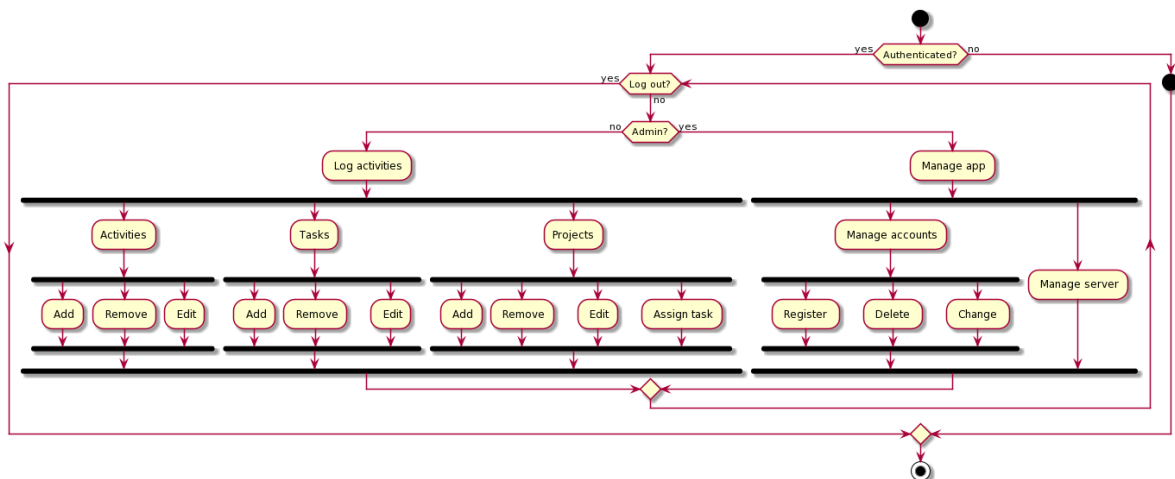 yes
Authenticated?
no
yes
Log out?
no
no
Admin?
yes
Log activities
Manage app
Activities
Tasks
Projects
Manage accounts
Manage server
Add
Remove
Edit
Add
Remove
Edit
Add
Remove
Edit
Assign task
Register
Delete
Change